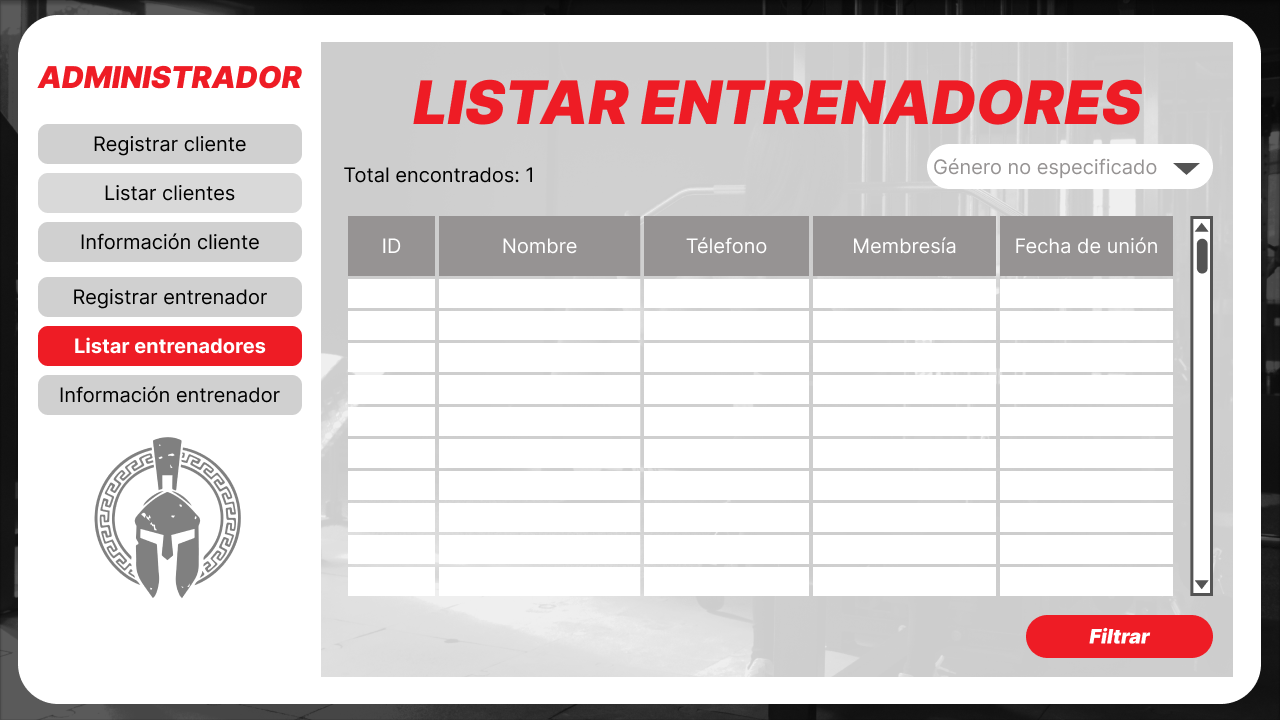 ADMINISTRADOR
Registrar cliente
Listar clientes
Información cliente
Registrar entrenador
Listar entrenadores
Información entrenador
LISTAR ENTRENADORES
Total encontrados: 1
Género no especificado
ID Nombre Télefono Membresía Fecha de unión
Filtrar